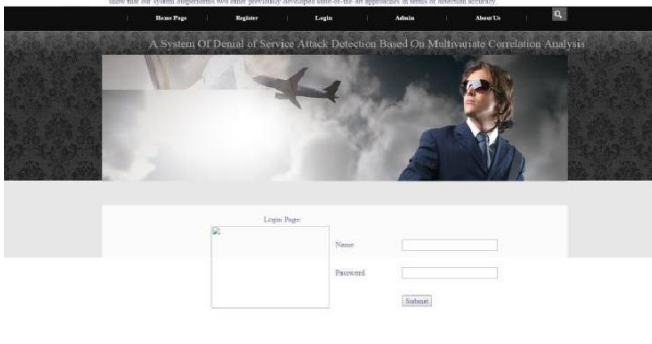 show that our system outperforms two other previously developed state-of-the-art approaches in terms of detection accuracy.
Home Page Register Login Admin About Us
A System Of Denial of Service Attack Detection Based On Multivariate Correlation Analysis
Login Page
Name
Password
Submit